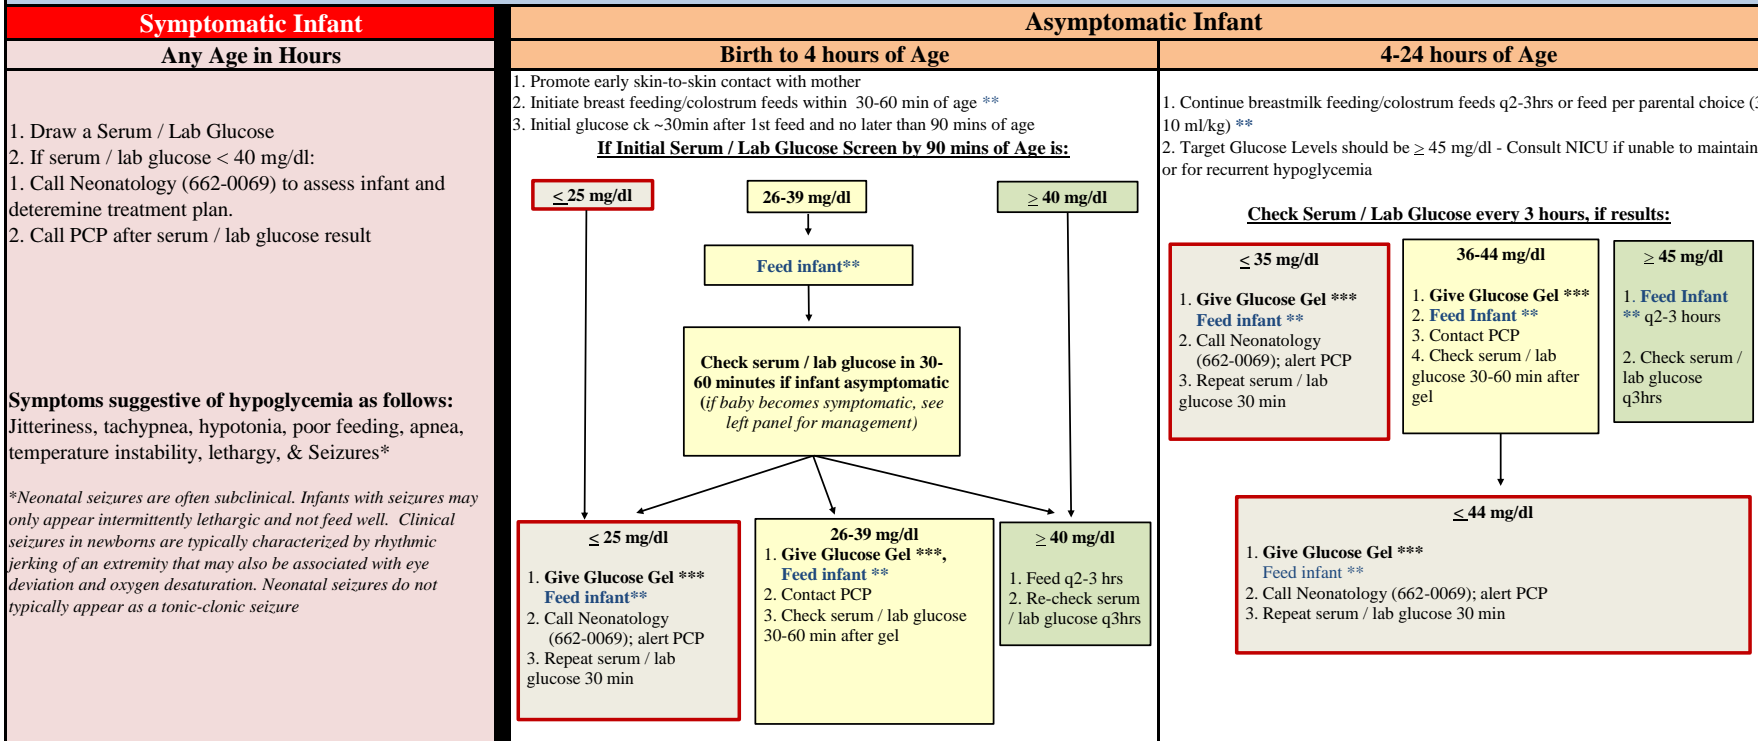 Symptomatic Infant
Any Age in Hours
1. Draw a Serum / Lab Glucose
2. If serum / lab glucose < 40 mg/dl:
1. Call Neonatology (662-0069) to assess infant and
deteremine treatment plan.
2. Call PCP after serum / lab glucose result
Symptoms suggestive of hypoglycemia as follows:
Jitteriness, tachypnea, hypotonia, poor feeding, apnea,
temperature instability, lethargy, & Seizures*
*Neonatal seizures are often subclinical. Infants with seizures may
only appear intermittently lethargic and not feed well. Clinical
seizures in newborns are typically characterized by rhythmic
jerking of an extremity that may also be associated with eye
deviation and oxygen desaturation. Neonatal seizures do not
typically appear as a tonic-clonic seizure
Asymptomatic Infant
Birth to 4 hours of Age
1. Promote early skin-to-skin contact with mother
2. Initiate breast feeding/colostrum feeds within 30-60 min of age **
3. Initial glucose ck ~30min after 1st feed and no later than 90 mins of age
If Initial Serum / Lab Glucose Screen by 90 mins of Age is:
≤ 25 mg/dl
26-39 mg/dl
≥ 40 mg/dl
Feed infant**
Check serum / lab glucose in 30-
60 minutes if infant asymptomatic
(if baby becomes symptomatic, see
left panel for management)
≤ 25 mg/dl
1. Give Glucose Gel ***
Feed infant**
2. Call Neonatology
(662-0069); alert PCP
3. Repeat serum / lab
glucose 30 min
26-39 mg/dl
1. Give Glucose Gel ***,
Feed infant **
2. Contact PCP
3. Check serum / lab glucose
30-60 min after gel
≥ 40 mg/dl
1. Feed q2-3 hrs
2. Re-check serum
/ lab glucose q3hrs
4-24 hours of Age
1. Continue breastmilk feeding/colostrum feeds q2-3hrs or feed per parental choice (3
10 ml/kg) **
2. Target Glucose Levels should be ≥ 45 mg/dl - Consult NICU if unable to maintain
or for recurrent hypoglycemia
Check Serum / Lab Glucose every 3 hours, if results:
≤ 35 mg/dl
1. Give Glucose Gel ***
Feed infant **
2. Call Neonatology
(662-0069); alert PCP
3. Repeat serum / lab
glucose 30 min
36-44 mg/dl
1. Give Glucose Gel ***
2. Feed Infant **
3. Contact PCP
4. Check serum / lab
glucose 30-60 min after
gel
≥ 45 mg/dl
1. Feed Infant
** q2-3 hours
2. Check serum /
lab glucose
q3hrs
≤ 44 mg/dl
1. Give Glucose Gel ***
Feed infant **
2. Call Neonatology (662-0069); alert PCP
3. Repeat serum / lab glucose 30 min